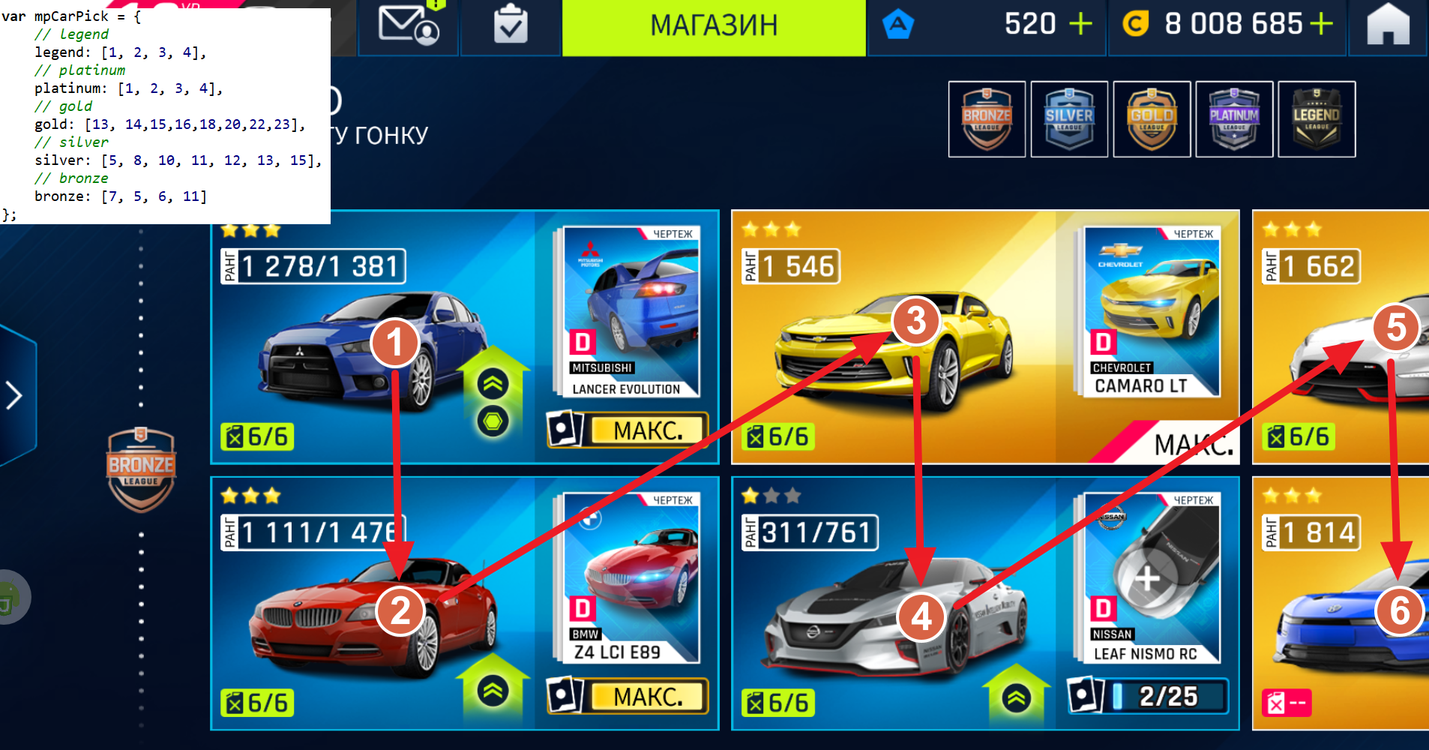 var mpCarPick = {
// legend
legend: [1, 2, 3, 4],
// platinum
platinum: [1, 2, 3, 4],
// gold
gold: [13, 14,15,16,18,20,22,23],
// silver
silver: [5, 8, 10, 11, 12, 13, 15],
// bronze
bronze: [7, 5, 6, 11]
};
МАГАЗИН
520 +
8 008 685 +
ТУ ГОНКУ
BRONZE LEAGUE
SILVER LEAGUE
GOLD LEAGUE
PLATINUM LEAGUE
LEGEND LEAGUE
BRONZE
LEAGUE
РАНГ 1 278/1 381
1
6/6
ЧЕРТЕЖ
MITSUBISHI MOTORS
D
MITSUBISHI
LANCER EVOLUTION
МАКС.
РАНГ 1 546
3
6/6
ЧЕРТЕЖ
CHEVROLET
D
CHEVROLET
CAMARO LT
МАКС.
РАНГ 1 662
5
6/6
РАНГ 1 111/1 476
2
6/6
ЧЕРТЕЖ
D
BMW
Z4 LCI E89
МАКС.
РАНГ 311/761
4
6/6
ЧЕРТЕЖ
NISSAN
D
NISSAN
LEAF NISMO RC
2/25
РАНГ 1 814
6
--